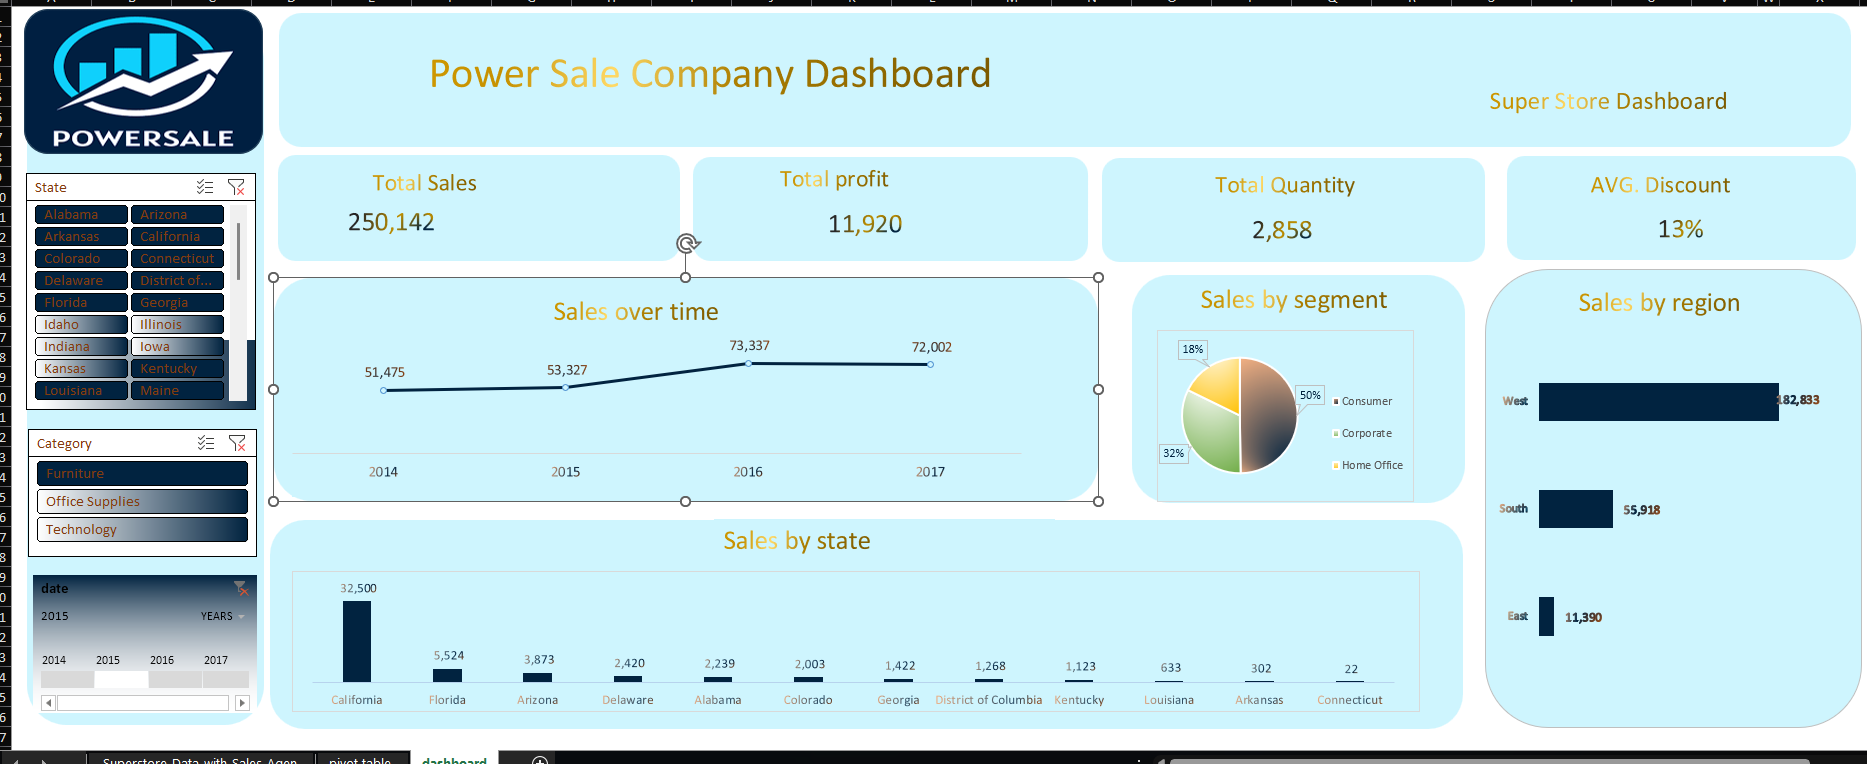 POWERSALE
Power Sale Company Dashboard
Super Store Dashboard
Total Sales
250,142
Total profit
11,920
Total Quantity
2,858
AVG. Discount
13%
State
Alabama Arizona
Arkansas California
Colorado Connecticut
Delaware District of...
Florida Georgia
Idaho Illinois
Indiana Iowa
Kansas Kentucky
Louisiana Maine
Category
Furniture
Office Supplies
Technology
date
2015 YEARS
2014 2015 2016 2017
Sales over time
51,475 53,327 73,337 72,002
2014 2015 2016 2017
Sales by segment
18%
50%
32%
Consumer
Corporate
Home Office
Sales by region
West 182,833
South 55,918
East 11,390
Sales by state
32,500 5,524 3,873 2,420 2,239 2,003 1,422 1,268 1,123 633 302 22
California Florida Arizona Delaware Alabama Colorado Georgia District of Columbia Kentucky Louisiana Arkansas Connecticut
Superstore Data with Sales Agen
pivot table
dashboard